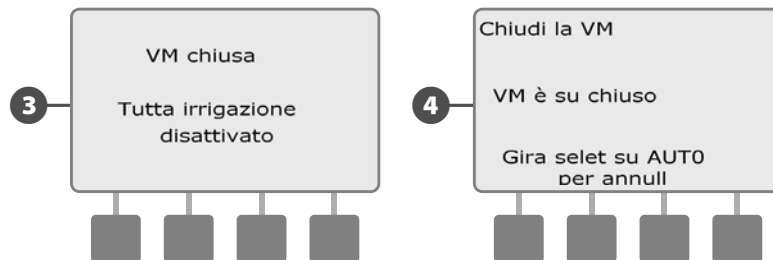 3
VM chiusa
Tutta irrigazione
disattivato
4
Chiudi la VM
VM è su chiuso
Gira selet su AUT0
per annull